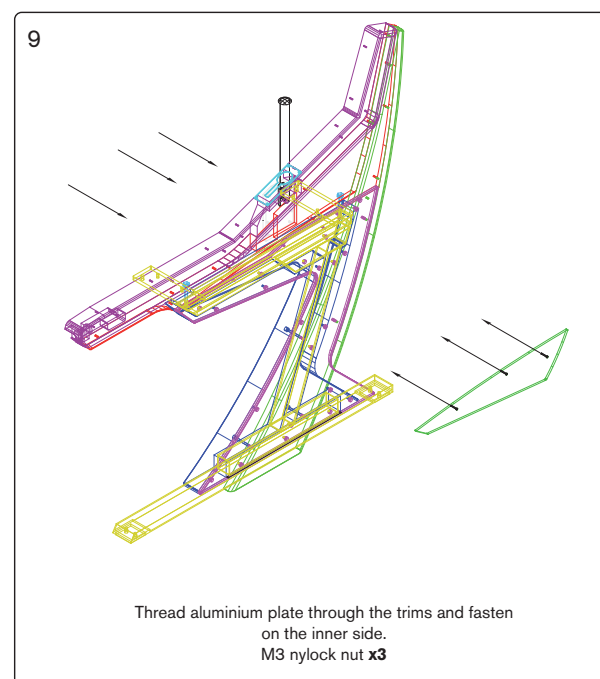 9
Thread aluminium plate through the trims and fasten
on the inner side.
M3 nylock nut x3